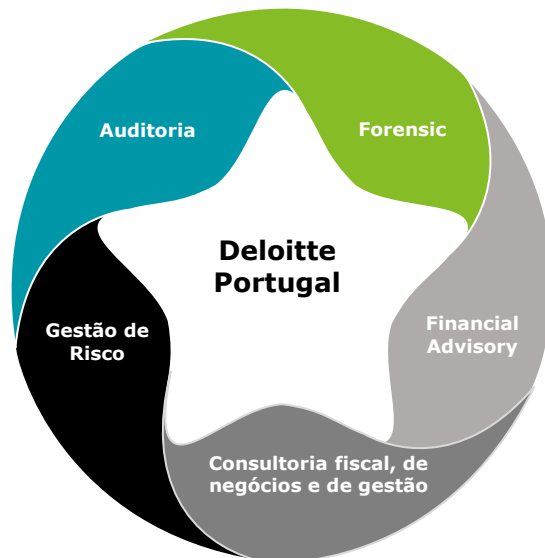 Auditoria
Forensic
Deloitte
Portugal
Gestão de
Risco
Financial
Advisory
Consultoria fiscal, de
negócios e de gestão